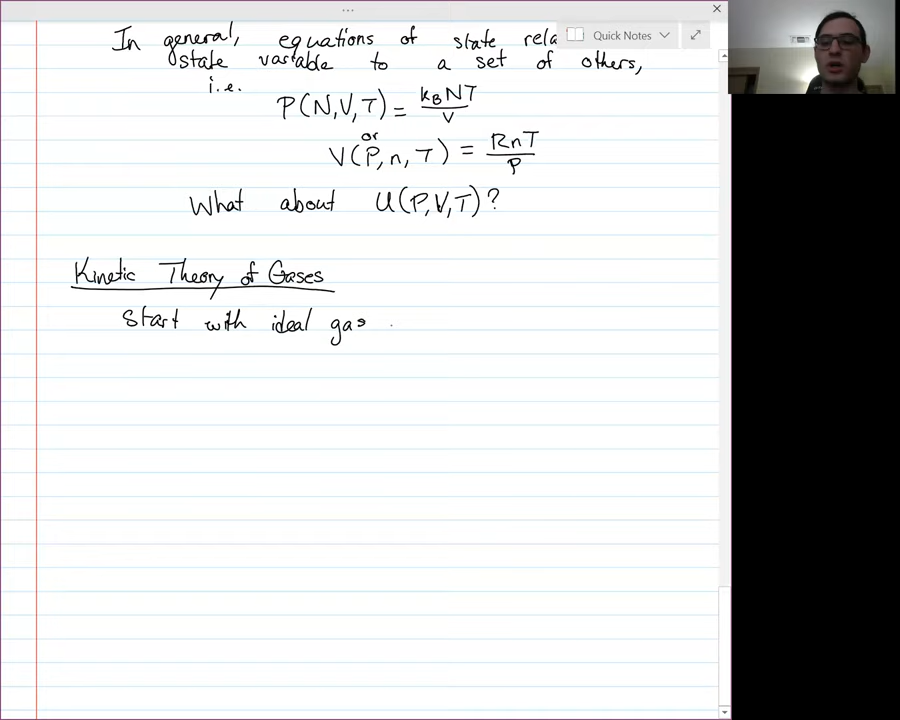 In general, equations of state rela
Quick Notes
state variable to a set of others,
i.e.
P(N,V,T) = k_B NT / V
or
V(P,n,T) = RnT / P
What about U(P,V,T)?
Kinetic Theory of Gases
Start with ideal gas